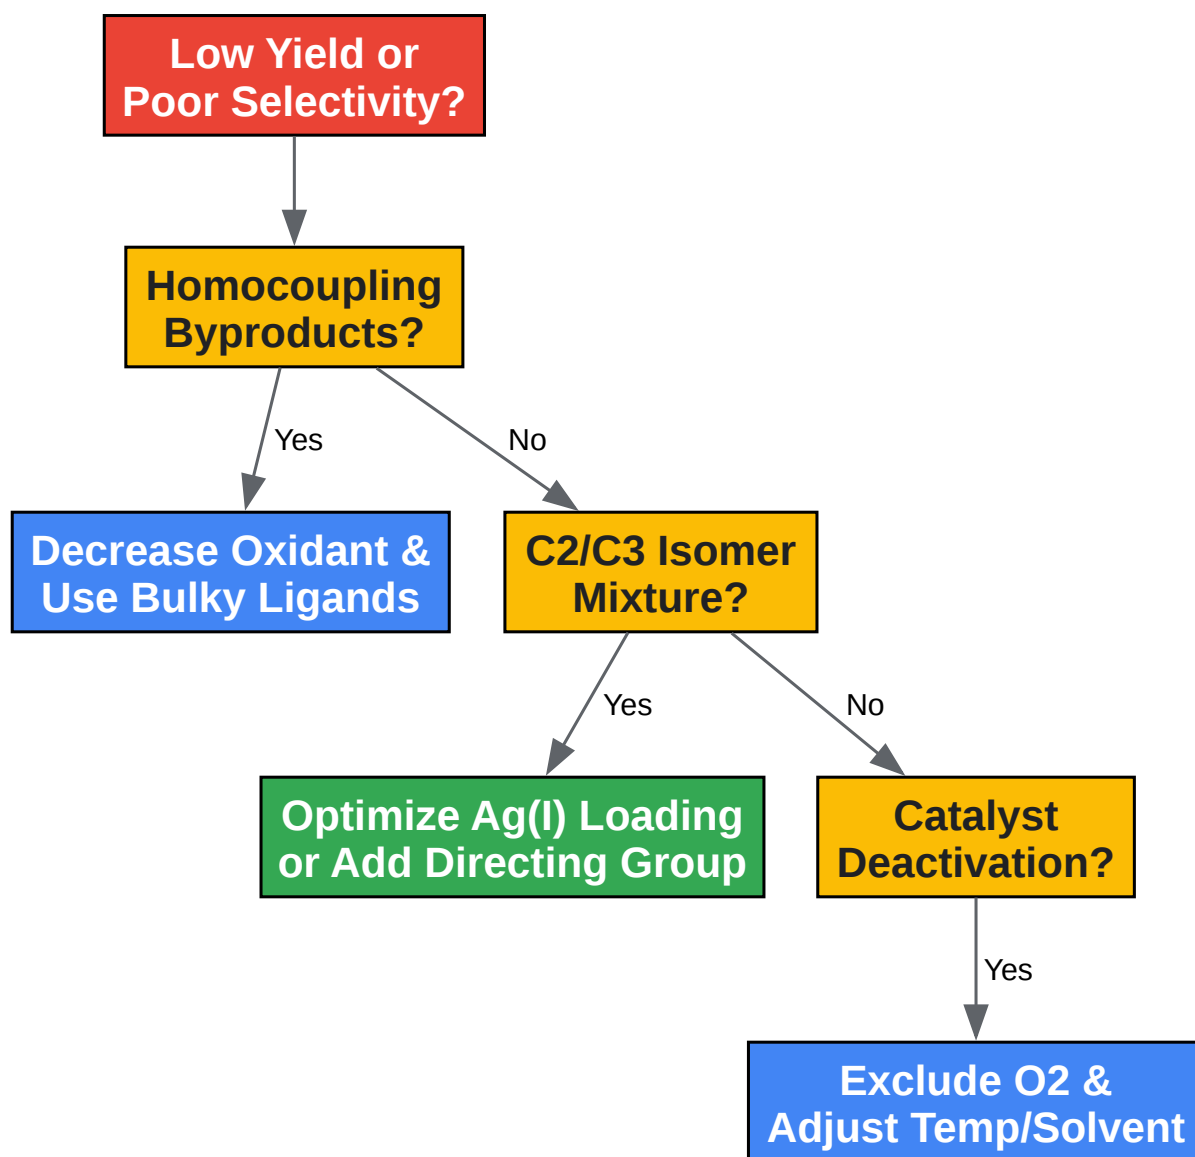 Low Yield or
Poor Selectivity?
Homocoupling
Byproducts?
Yes
No
Decrease Oxidant &
Use Bulky Ligands
C2/C3 Isomer
Mixture?
Yes
No
Optimize Ag(I) Loading
or Add Directing Group
Catalyst
Deactivation?
Yes
Exclude O2 &
Adjust Temp/Solvent